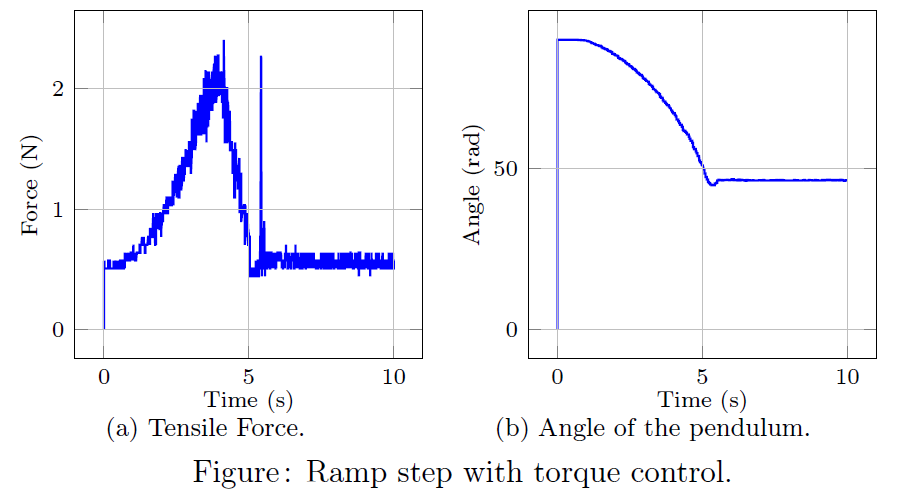 2
1
0
Force (N)
0 5 10
Time (s)
(a) Tensile Force.
50
0
Angle (rad)
0 5 10
Time (s)
(b) Angle of the pendulum.
Figure: Ramp step with torque control.